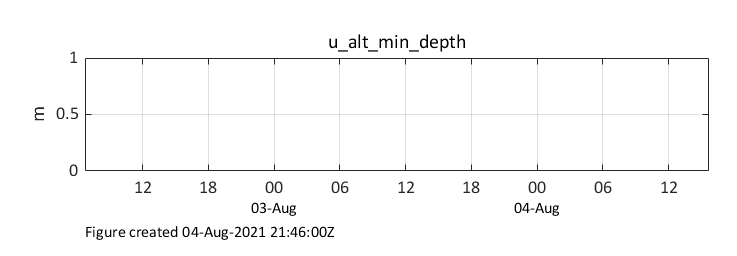 u_alt_min_depth
1
m
0.5
0
12 18 00 06 12 18 00 06 12
03-Aug 04-Aug
Figure created 04-Aug-2021 21:46:00Z